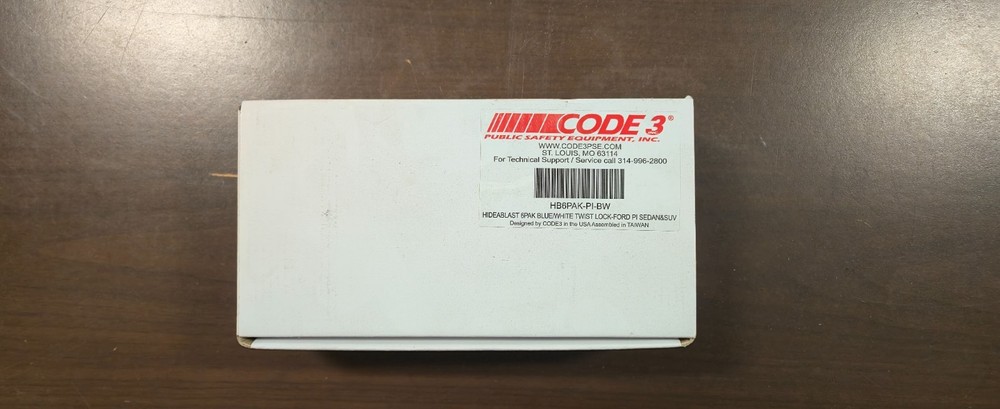 CODE 3®
PUBLIC SAFETY EQUIPMENT, INC.
WWW.CODE3PSE.COM
ST. LOUIS, MO 63114
For Technical Support / Service call 314-996-2800
HB6PAK-PI-BW
HIDEABLAST 6PAK BLUE/WHITE TWIST LOCK-FORD PI SEDAN&SUV
Designed by CODE3 in the USA Assembled in TAIWAN